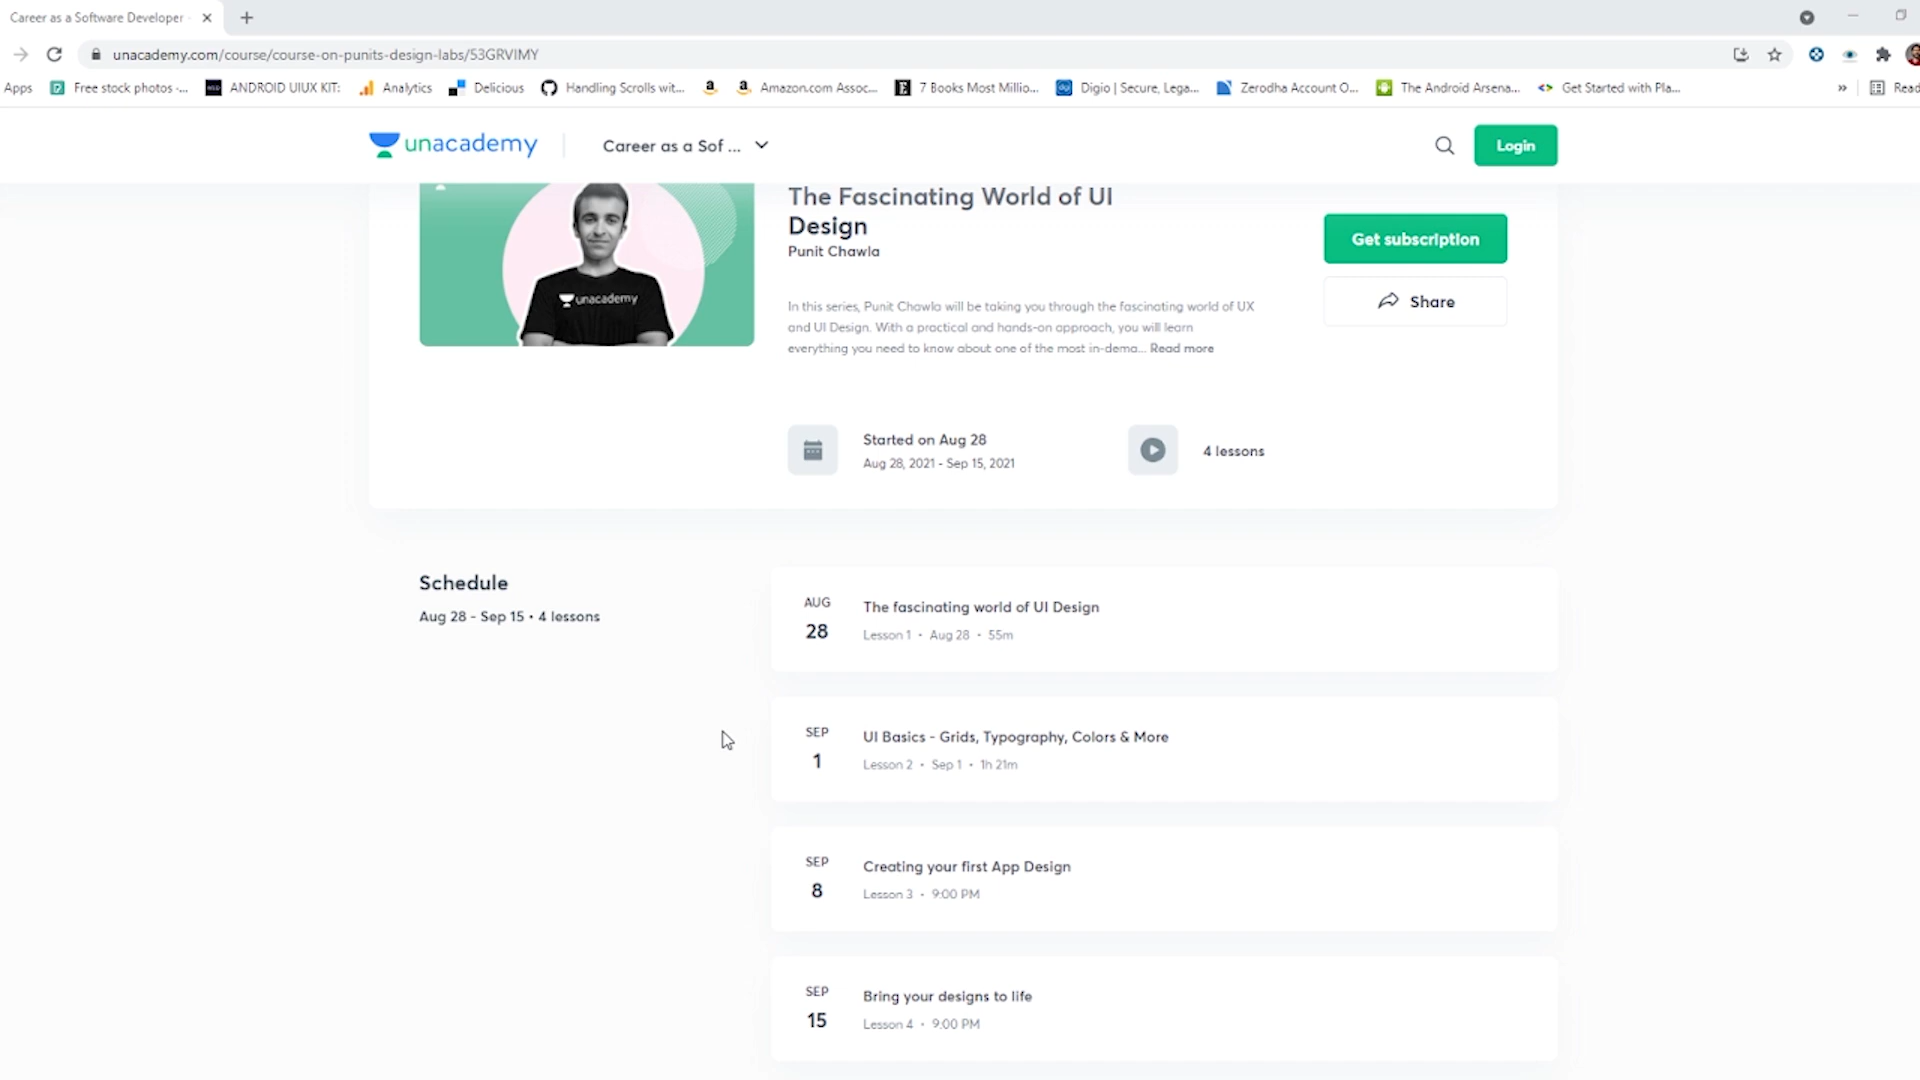 Career as a Software Developer
unacademy.com/course/course-on-punits-design-labs/53GRVIMY
Apps
Free stock photos -...
ANDROID UIUX KIT:
Analytics
Delicious
Handling Scrolls wit...
Amazon.com Assoc...
7 Books Most Millio...
Digio | Secure, Lega...
Zerodha Account O...
The Android Arsena...
Get Started with Pla...
»
Read
unacademy
Career as a Sof ...
Login
The Fascinating World of UI
Design
Punit Chawla
unacademy
Get subscription
Share
In this series, Punit Chawla will be taking you through the fascinating world of UX
and UI Design. With a practical and hands-on approach, you will learn
everything you need to know about one of the most in-dema... Read more
Started on Aug 28
Aug 28, 2021 - Sep 15, 2021
4 lessons
Schedule
Aug 28 - Sep 15 • 4 lessons
AUG
28
The fascinating world of UI Design
Lesson 1 • Aug 28 • 55m
SEP
1
UI Basics - Grids, Typography, Colors & More
Lesson 2 • Sep 1 • 1h 21m
SEP
8
Creating your first App Design
Lesson 3 • 9:00 PM
SEP
15
Bring your designs to life
Lesson 4 • 9:00 PM